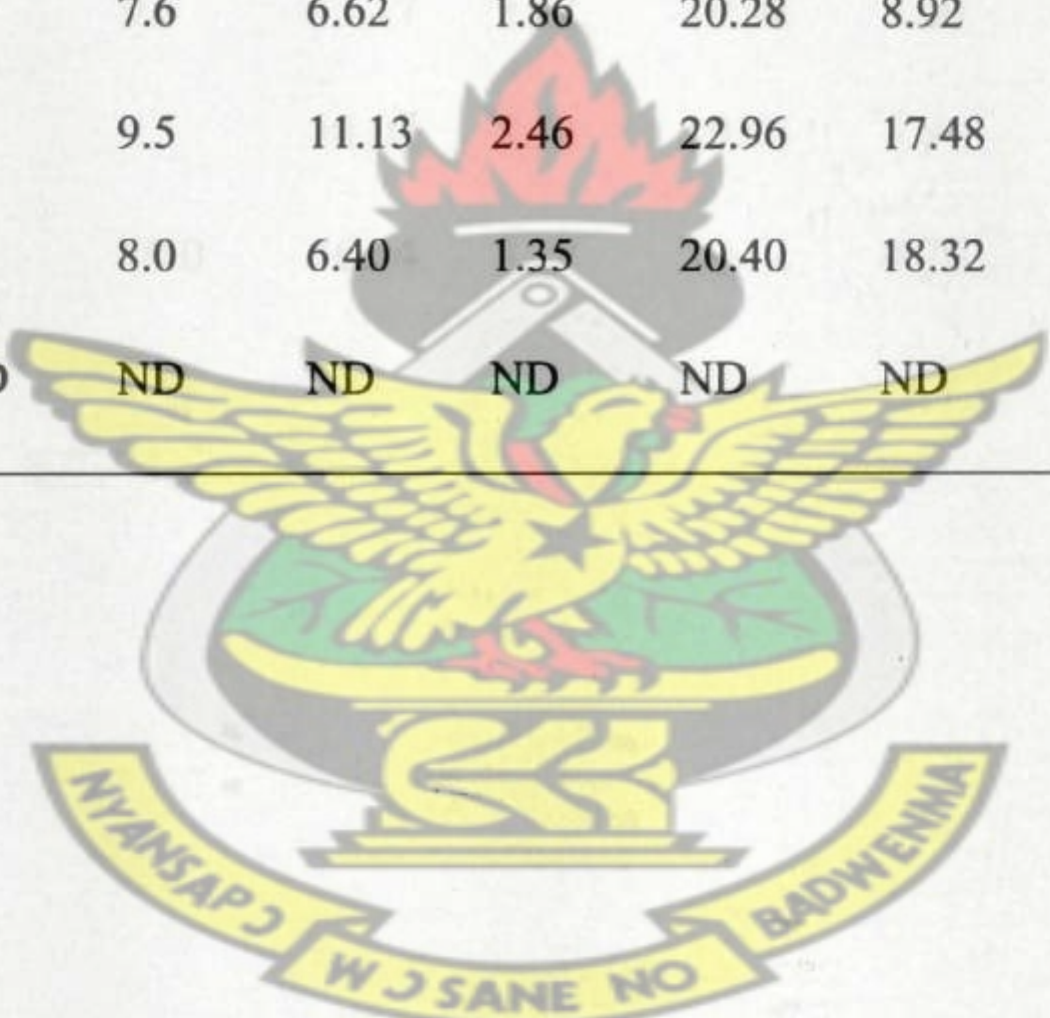 7.6 6.62 1.86 20.28 8.92
9.5 11.13 2.46 22.96 17.48
8.0 6.40 1.35 20.40 18.32
ND ND ND ND ND
NYANSAPƆ
WƆSANE NO
BADWENMA